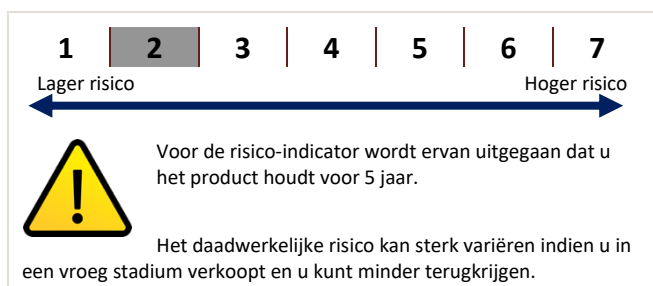 1 2 3 4 5 6 7
Lager risico Hoger risico
Voor de risico-indicator wordt ervan uitgegaan dat u
het product houdt voor 5 jaar.
Het daadwerkelijke risico kan sterk variëren indien u in
een vroeg stadium verkoopt en u kunt minder terugkrijgen.